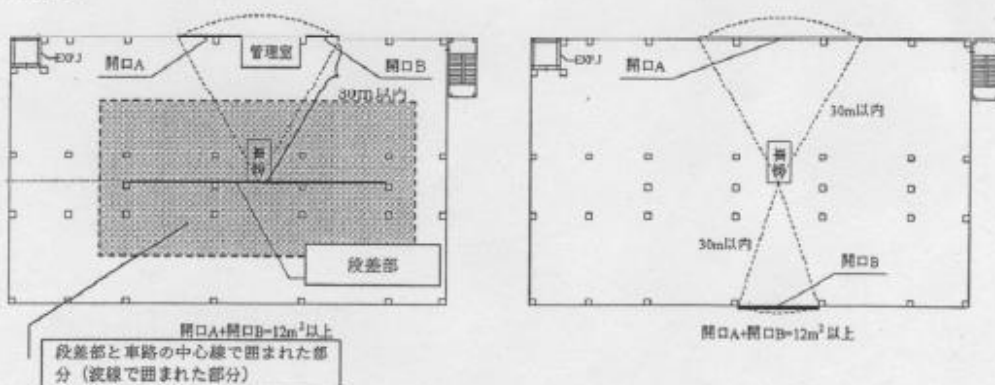 開口A
管理室
開口B
EXP.J
30m以内
車路
段差部
開口A+開口B=12m²以上
段差部と車路の中心線で囲まれた部
分（波線で囲まれた部分）
EXP.J
開口A
30m以内
30m以内
開口B
開口A+開口B=12m²以上